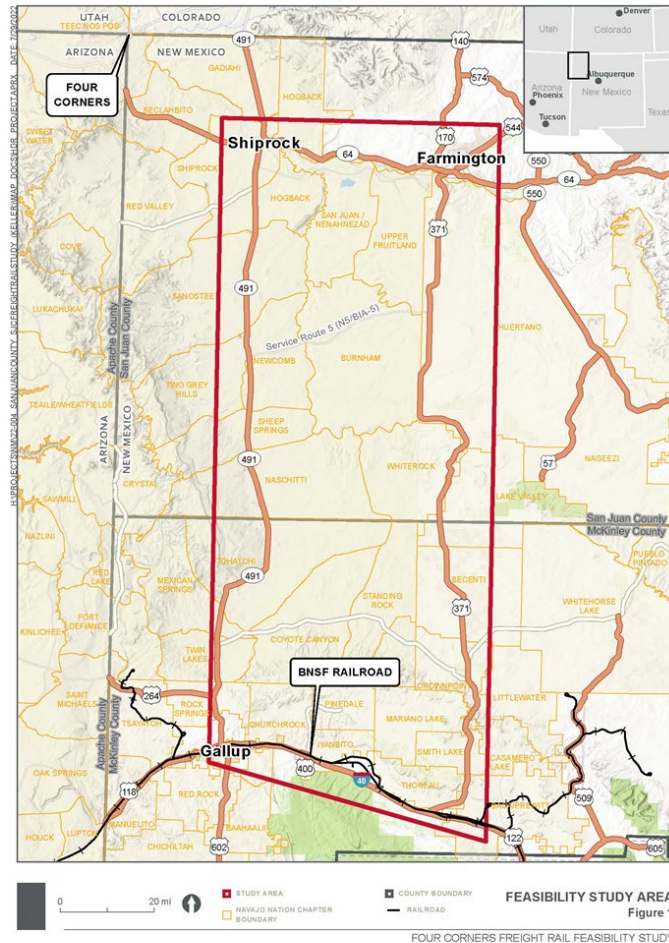 UTAH
COLORADO
TEEC NOS POS
ARIZONA
NEW MEXICO
491
140
GADIAHI
574
FOUR
CORNERS
BECLAHBITO
HOGBACK
170
544
550
Denver
Utah
Colorado
Arizona
Albuquerque
New Mexico
Phoenix
Tucson
Texas
SWEET
WATER
Shiprock
Farmington
64
64
550
SHIPROCK
RED VALLEY
HOGBACK
SAN JUAN /
NENAHNEZAD
UPPER
FRUITLAND
371
COVE
SANOSTEE
491
LUKACHUKAI
Apache County
San Juan County
Service Route 5 (N5/BIA-5)
HUERFANO
NEWCOMB
BURNHAM
TWO GREY
HILLS
TSAILE/WHEATFIELDS
SHEEP
SPRINGS
ARIZONA
NEW MEXICO
491
57
NAGEEZI
CRYSTAL
NASCHITTI
WHITEROCK
LAKE VALLEY
SAWMILL
San Juan County
McKinley County
NAZLINI
PUEBLO
PINTADO
RED
LAKE
MEXICAN
SPRINGS
TOHATCHI
491
BECENTI
STANDING
ROCK
371
WHITEHORSE
LAKE
FORT
DEFIANCE
KINLICHEE
COYOTE CANYON
TWIN
LAKES
BNSF RAILROAD
CROWNPOINT
LITTLEWATER
SAINT
MICHAELS
264
ROCK
SPRINGS
TSAYATOH
CHURCHROCK
PINEDALE
MARIANO LAKE
Apache County
McKinley County
Gallup
IYANBITO
SMITH LAKE
CASAMERO
LAKE
OAK SPRINGS
400
40
THOREAU
118
RED ROCK
509
MANUELITO
BAAHAALII
122
HOUCK
LUPTON
CHICHILTAH
602
605
0
20 mi
STUDY AREA
NAVAJO NATION CHAPTER
BOUNDARY
COUNTY BOUNDARY
RAILROAD
FEASIBILITY STUDY AREA
Figure
FOUR CORNERS FREIGHT RAIL FEASIBILITY STUDY